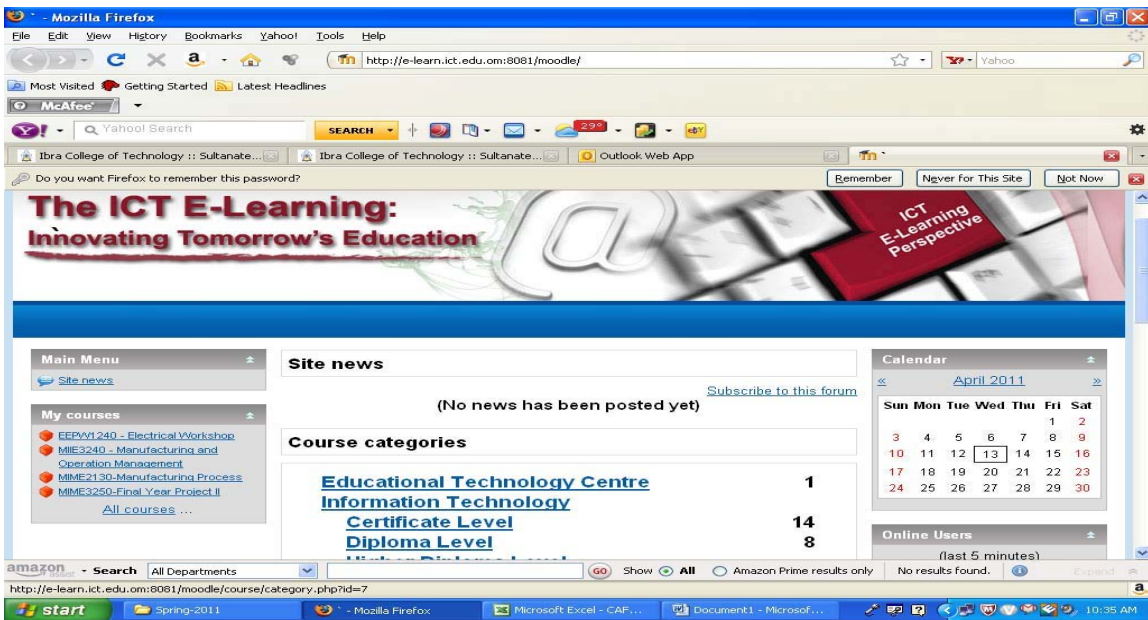 ` - Mozilla Firefox
File Edit View History Bookmarks Yahoo! Tools Help
http://e-learn.ict.edu.om:8081/moodle/
Yahoo
Most Visited Getting Started Latest Headlines
McAfee
Yahoo! Search SEARCH 29° ebY
Ibra College of Technology :: Sultanate... Ibra College of Technology :: Sultanate... Outlook Web App `
Do you want Firefox to remember this password? Remember Never for This Site Not Now
The ICT E-Learning:
Innovating Tomorrow's Education
ICT
E-Learning
Perspective
Main Menu
Site news
My courses
EEPW1240 - Electrical Workshop
MIIE3240 - Manufacturing and
Operation Management
MIME2130-Manufacturing Process
MIME3250-Final Year Project II
All courses ...
Site news
Subscribe to this forum
(No news has been posted yet)
Course categories
Educational Technology Centre 1
Information Technology
Certificate Level 14
Diploma Level 8
Higher Diploma Level
Calendar
« April 2011 »
Sun Mon Tue Wed Thu Fri Sat
1 2
3 4 5 6 7 8 9
10 11 12 13 14 15 16
17 18 19 20 21 22 23
24 25 26 27 28 29 30
Online Users
(last 5 minutes)
amazon assist Search All Departments GO Show All Amazon Prime results only No results found. Expand
http://e-learn.ict.edu.om:8081/moodle/course/category.php?id=7
start Spring-2011 ` - Mozilla Firefox Microsoft Excel - CAF... Document1 - Microsof... 10:35 AM